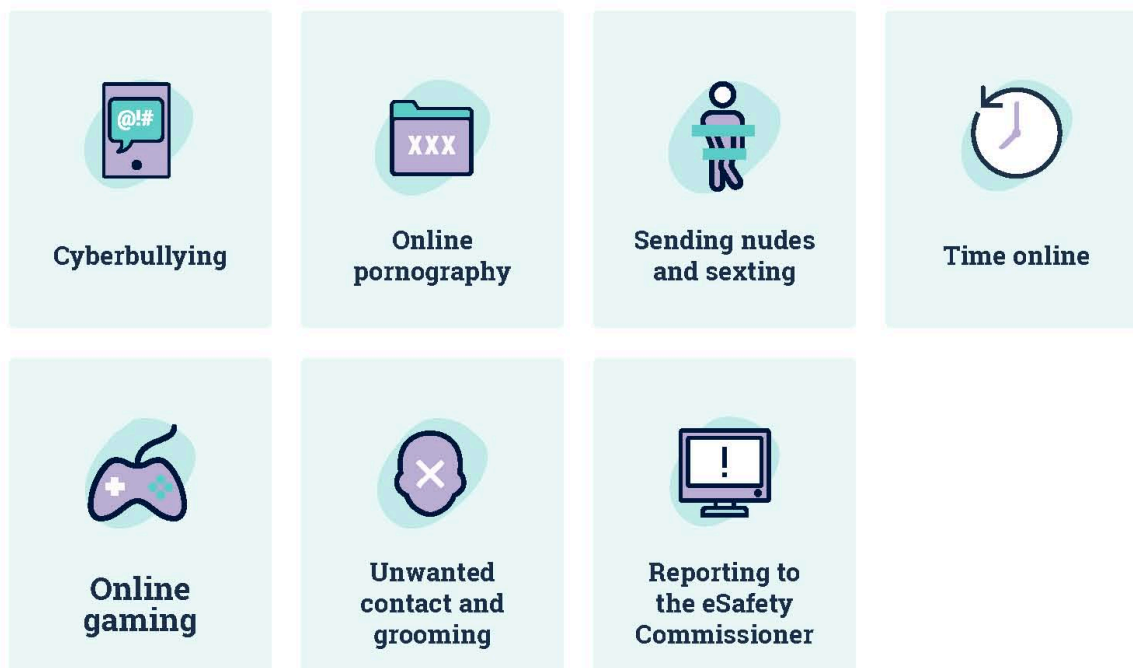 @!#
Cyberbullying
XXX
Online
pornography
Sending nudes
and sexting
Time online
Online
gaming
Unwanted
contact and
grooming
!
Reporting to
the eSafety
Commissioner